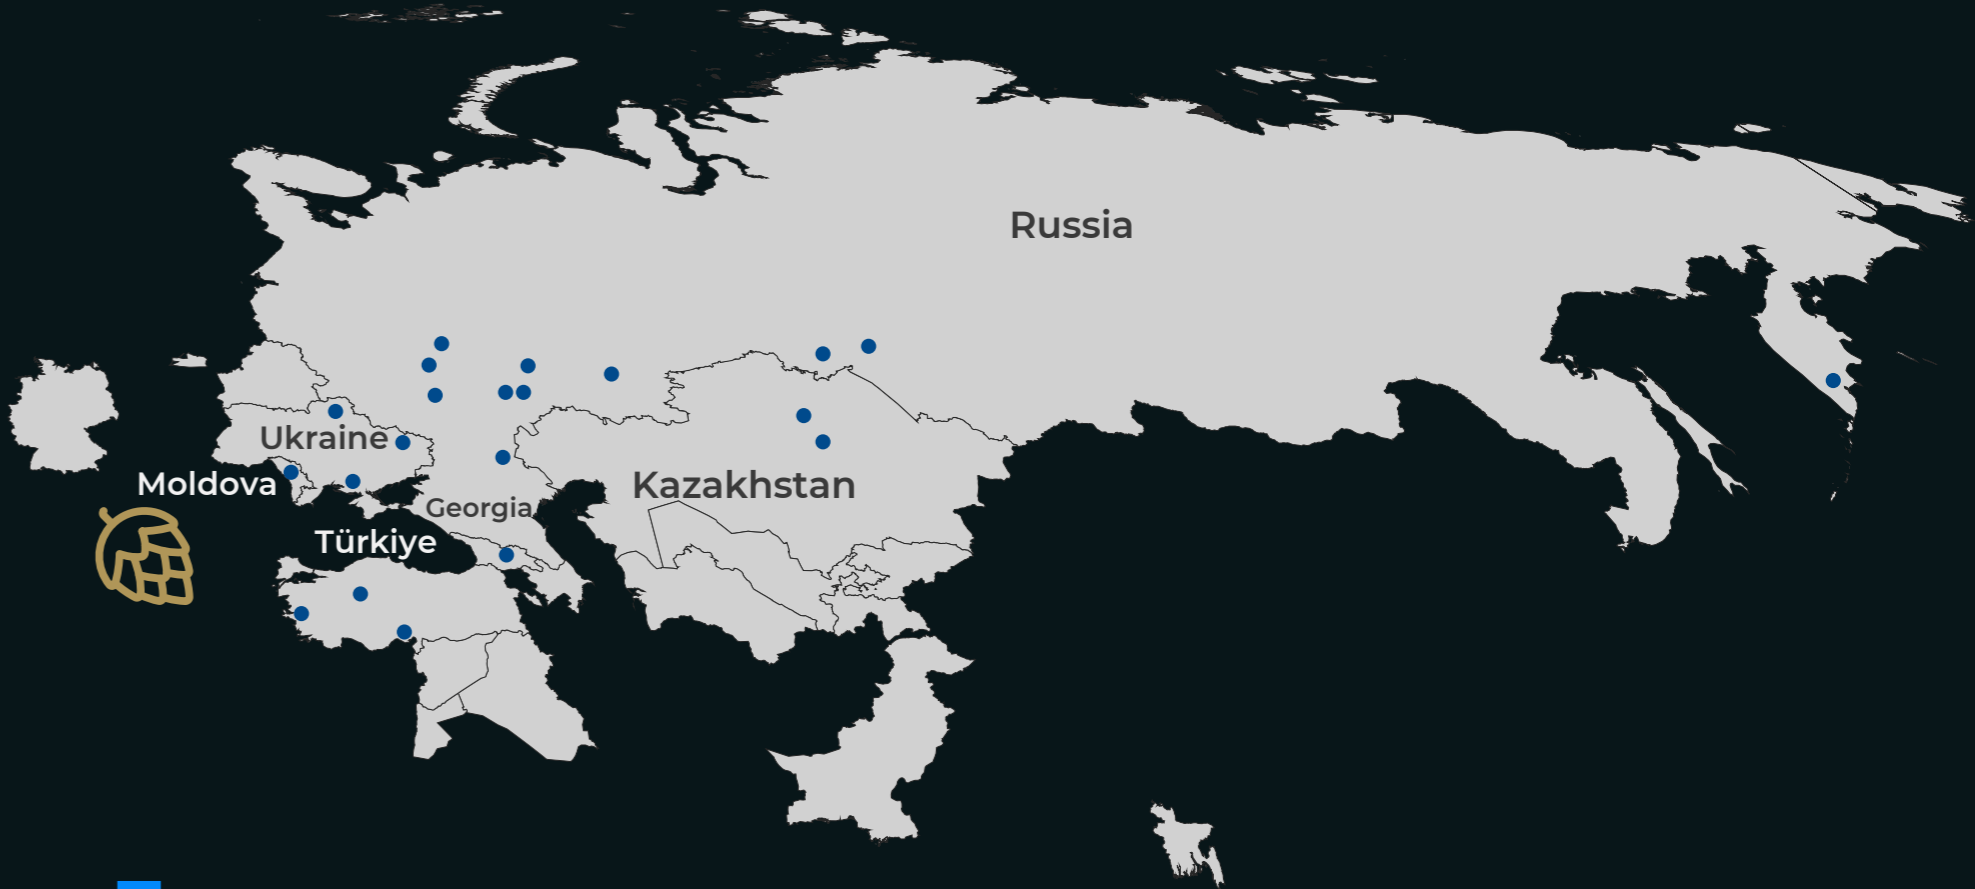 Russia
Ukraine
Moldova
Kazakhstan
Georgia
Türkiye